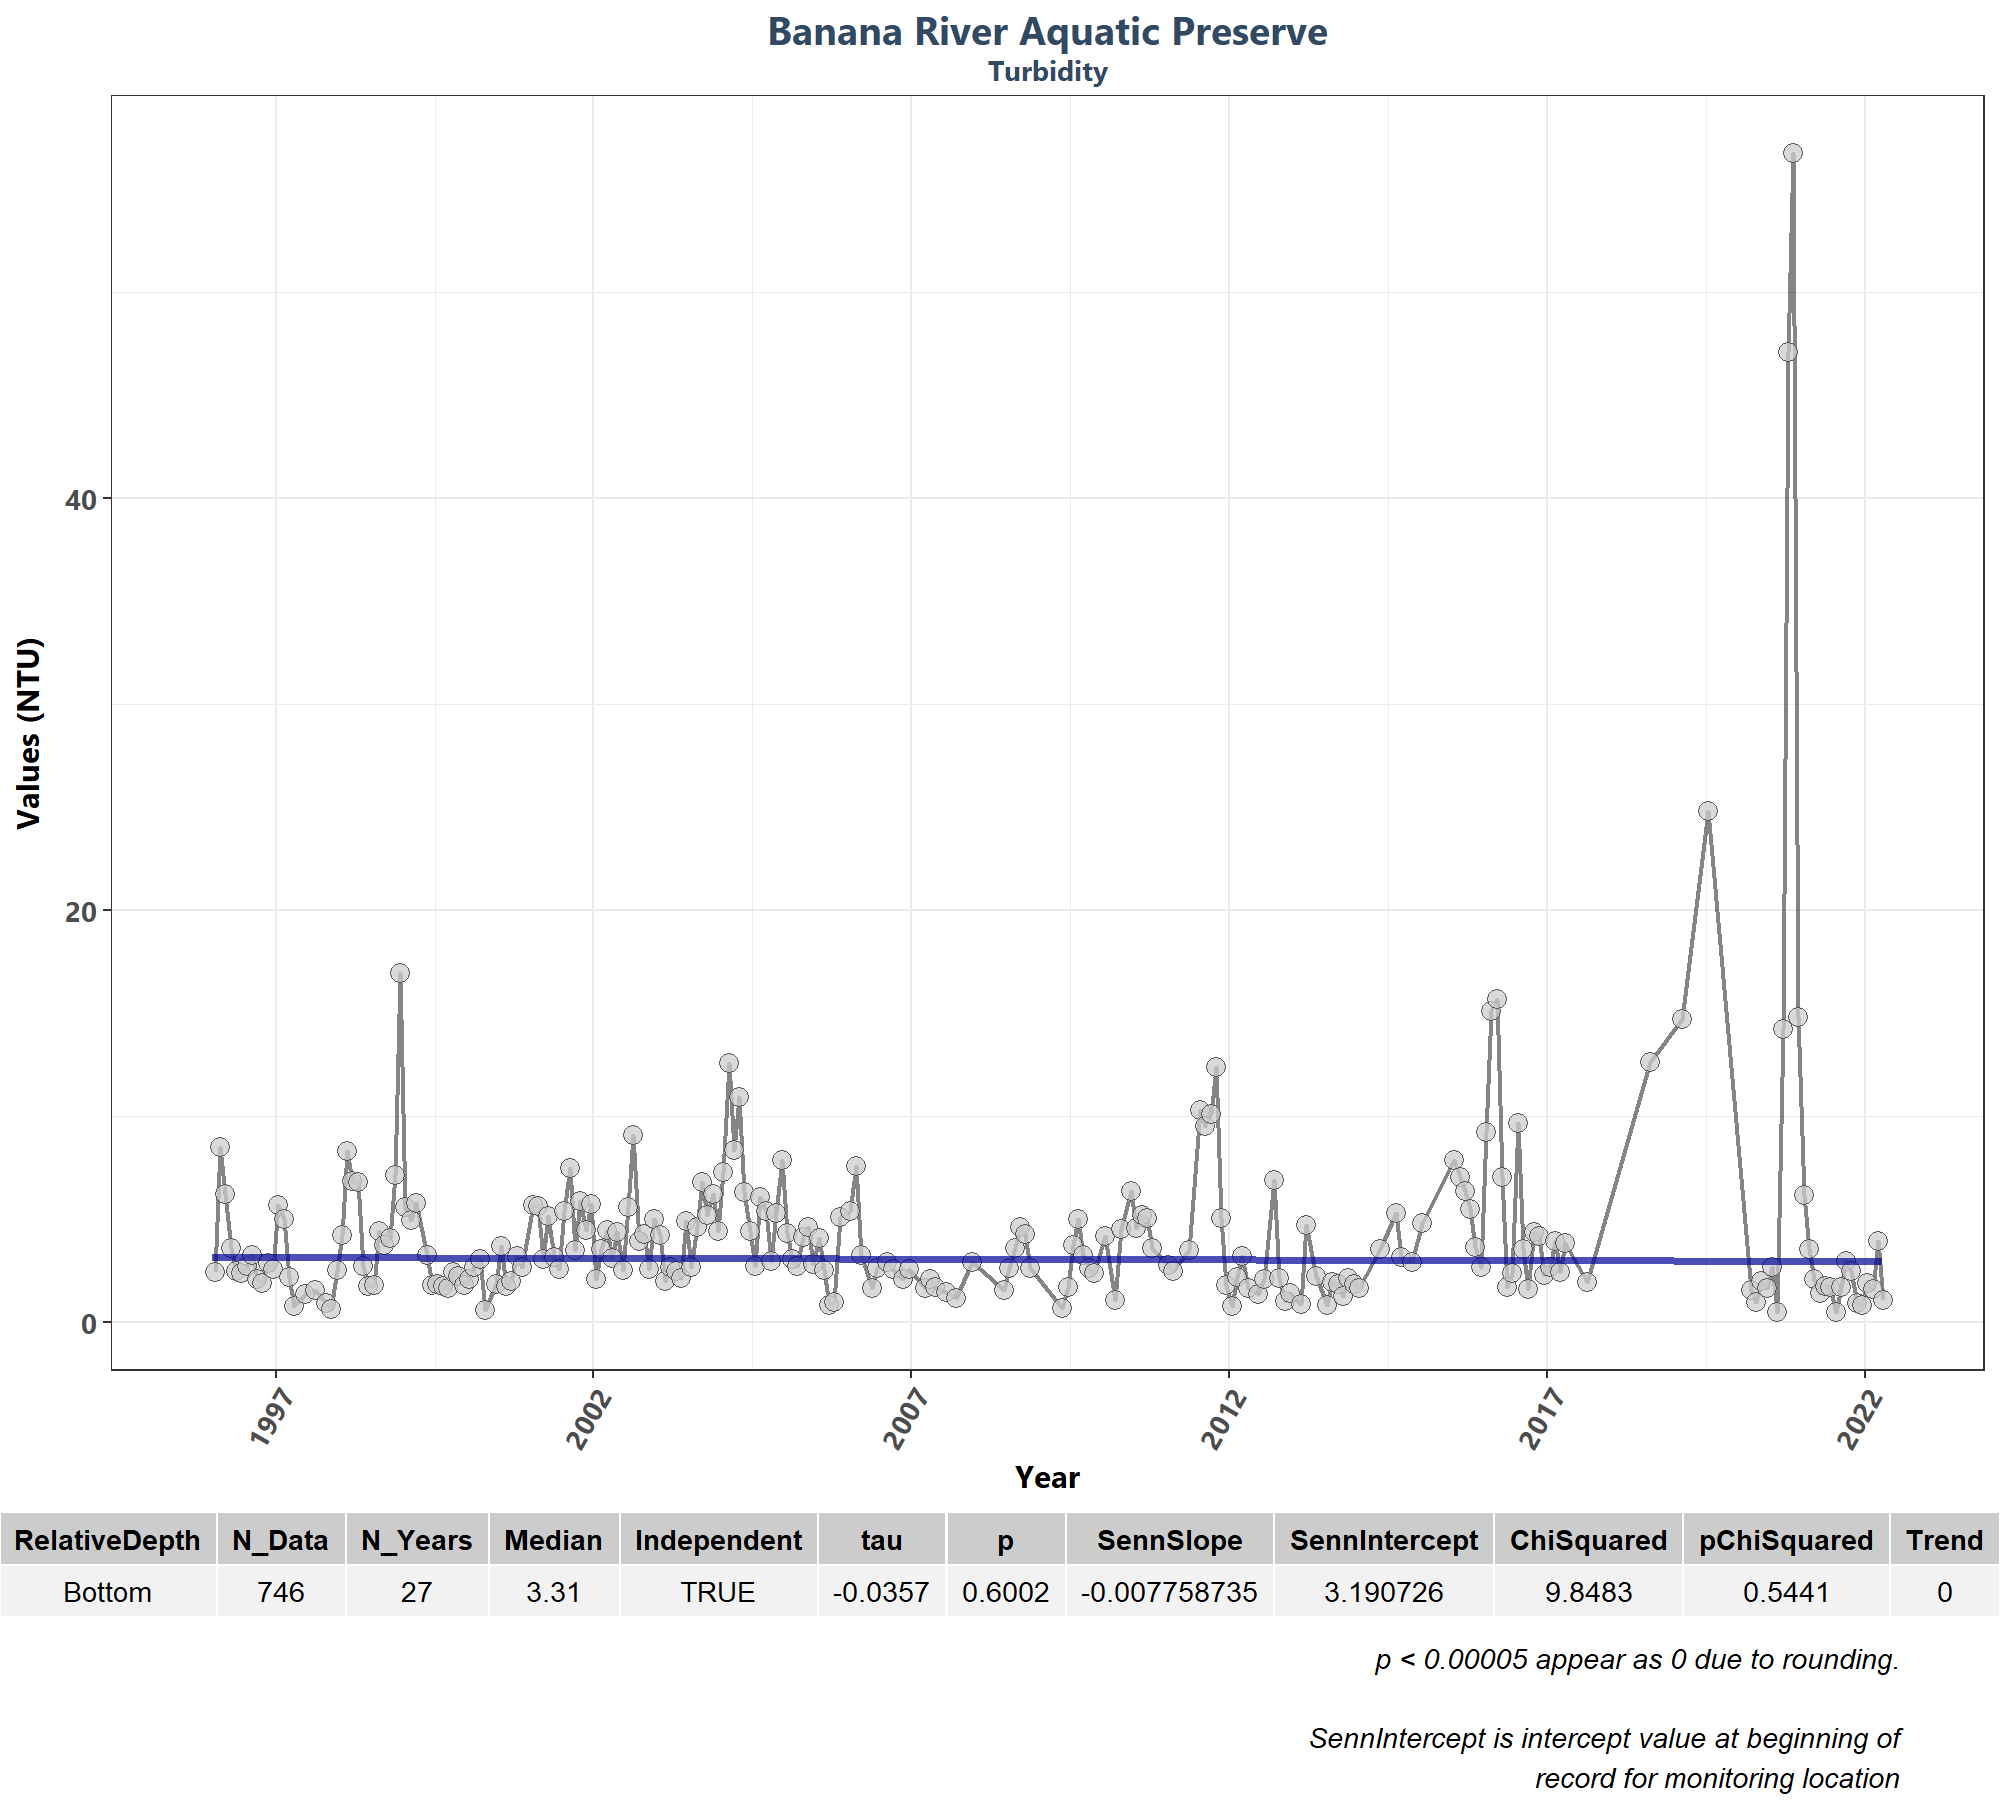 Banana River Aquatic Preserve
Turbidity
Values (NTU)
40
20
0
1997
2002
2007
2012
2017
2022
Year
RelativeDepth N_Data N_Years Median Independent tau p SennSlope SennIntercept ChiSquared pChiSquared Trend
Bottom 746 27 3.31 TRUE -0.0357 0.6002 -0.007758735 3.190726 9.8483 0.5441 0
p < 0.00005 appear as 0 due to rounding.
SennIntercept is intercept value at beginning of
record for monitoring location